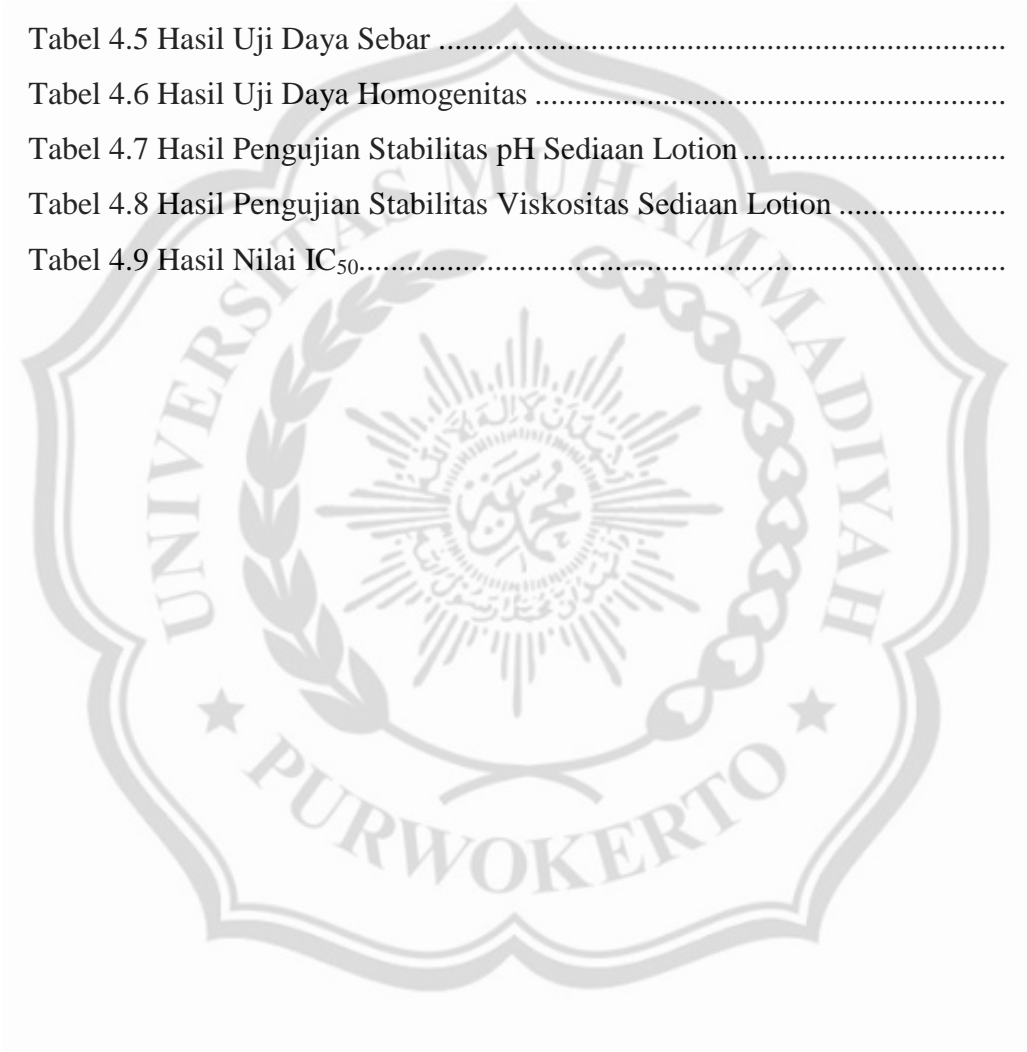 Tabel 4.5 Hasil Uji Daya Sebar ........................................................................
Tabel 4.6 Hasil Uji Daya Homogenitas ............................................................
Tabel 4.7 Hasil Pengujian Stabilitas pH Sediaan Lotion .................................
Tabel 4.8 Hasil Pengujian Stabilitas Viskositas Sediaan Lotion .....................
Tabel 4.9 Hasil Nilai IC₅₀..................................................................................
UNIVERSITAS MUHAMMADIYAH
PURWOKERTO